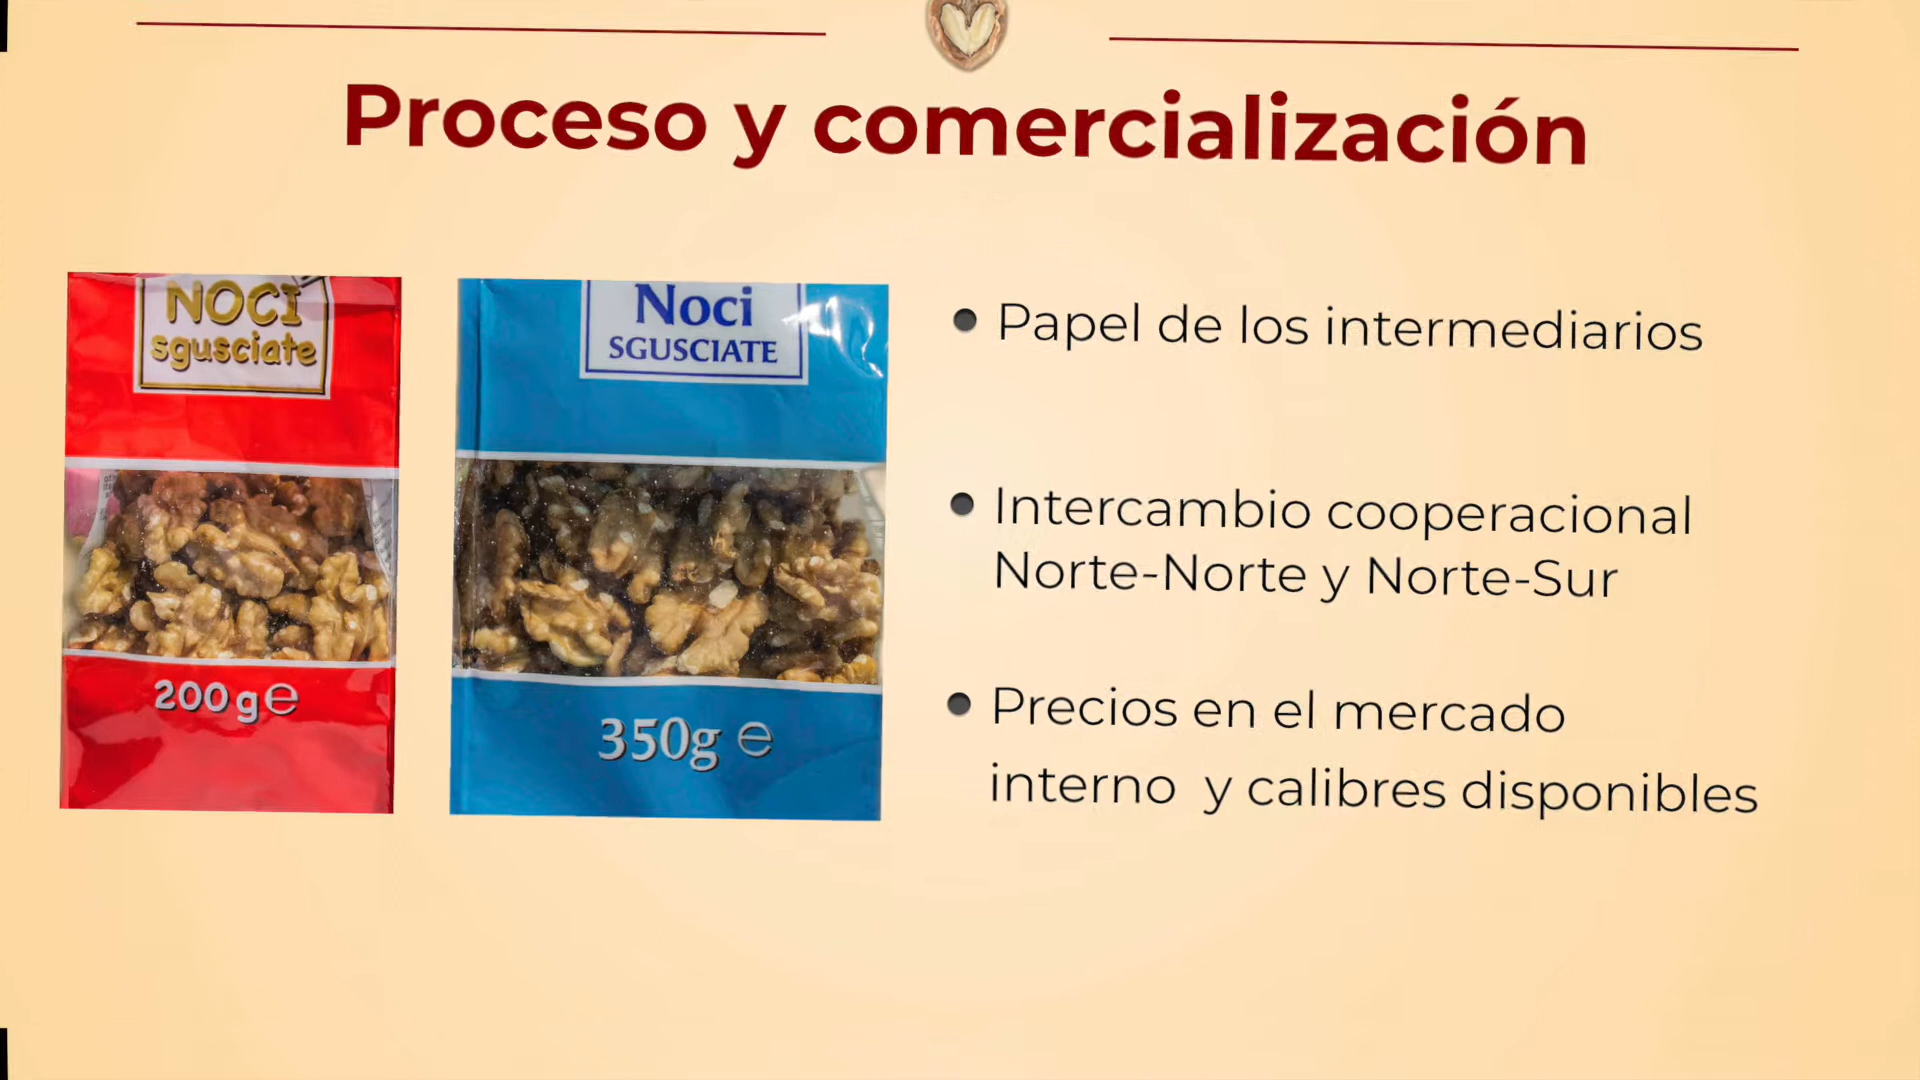 Proceso y comercialización
NOCI
sgusciate
200 g e
Noci
SGUSCIATE
350g e
Papel de los intermediarios
Intercambio cooperacional
Norte-Norte y Norte-Sur
Precios en el mercado
interno y calibres disponibles